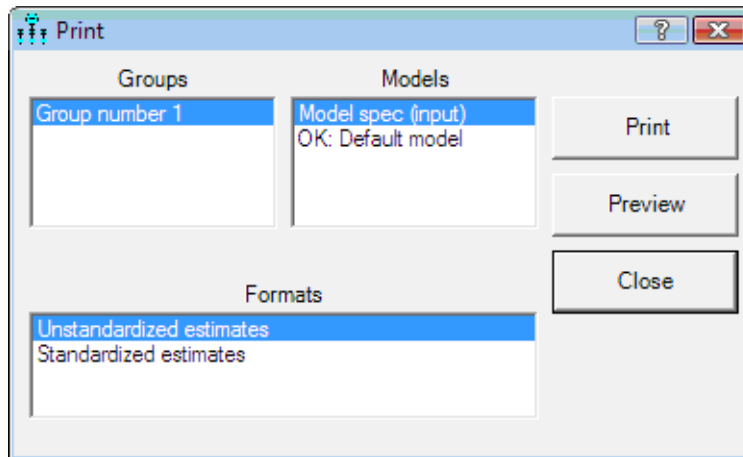 Print
Groups
Models
Group number 1
Model spec (input)
OK: Default model
Print
Preview
Close
Formats
Unstandardized estimates
Standardized estimates